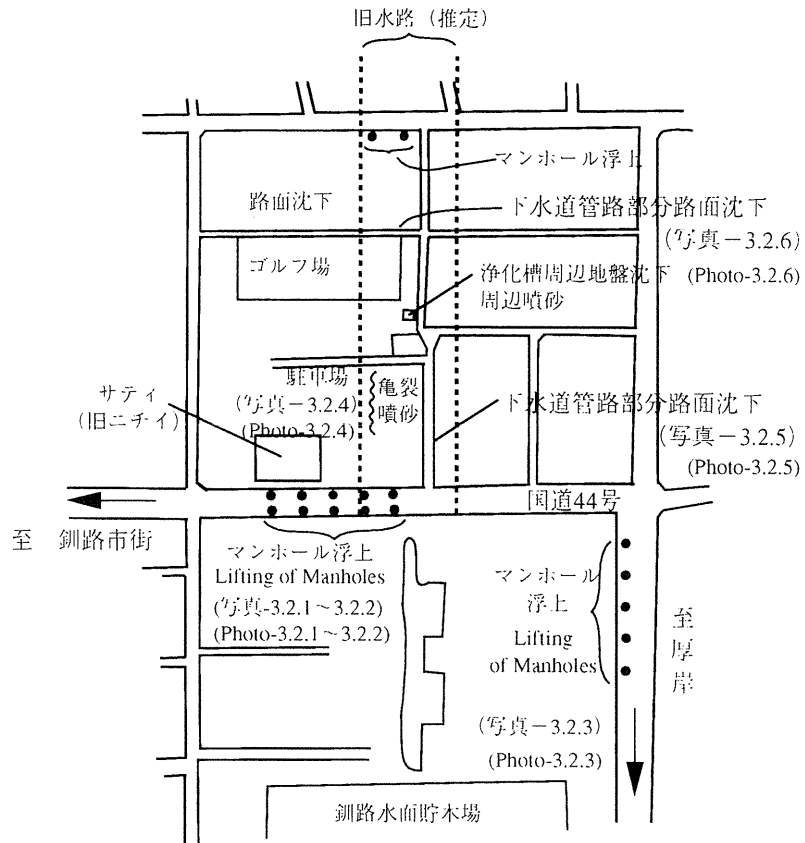 旧水路（推定）
マンホール浮上
路面沈下
下水道管路部分路面沈下
(写真－3.2.6)
(Photo-3.2.6)
ゴルフ場
浄化槽周辺地盤沈下
周辺噴砂
サティ
(旧ニチイ)
駐車場
(写真－3.2.4)
(Photo-3.2.4)
亀裂
噴砂
下水道管路部分路面沈下
(写真－3.2.5)
(Photo-3.2.5)
国道44号
至 釧路市街
マンホール浮上
Lifting of Manholes
(写真-3.2.1～3.2.2)
(Photo-3.2.1～3.2.2)
マンホール
浮上
Lifting
of Manholes
(写真－3.2.3)
(Photo-3.2.3)
至厚岸
釧路水面貯木場